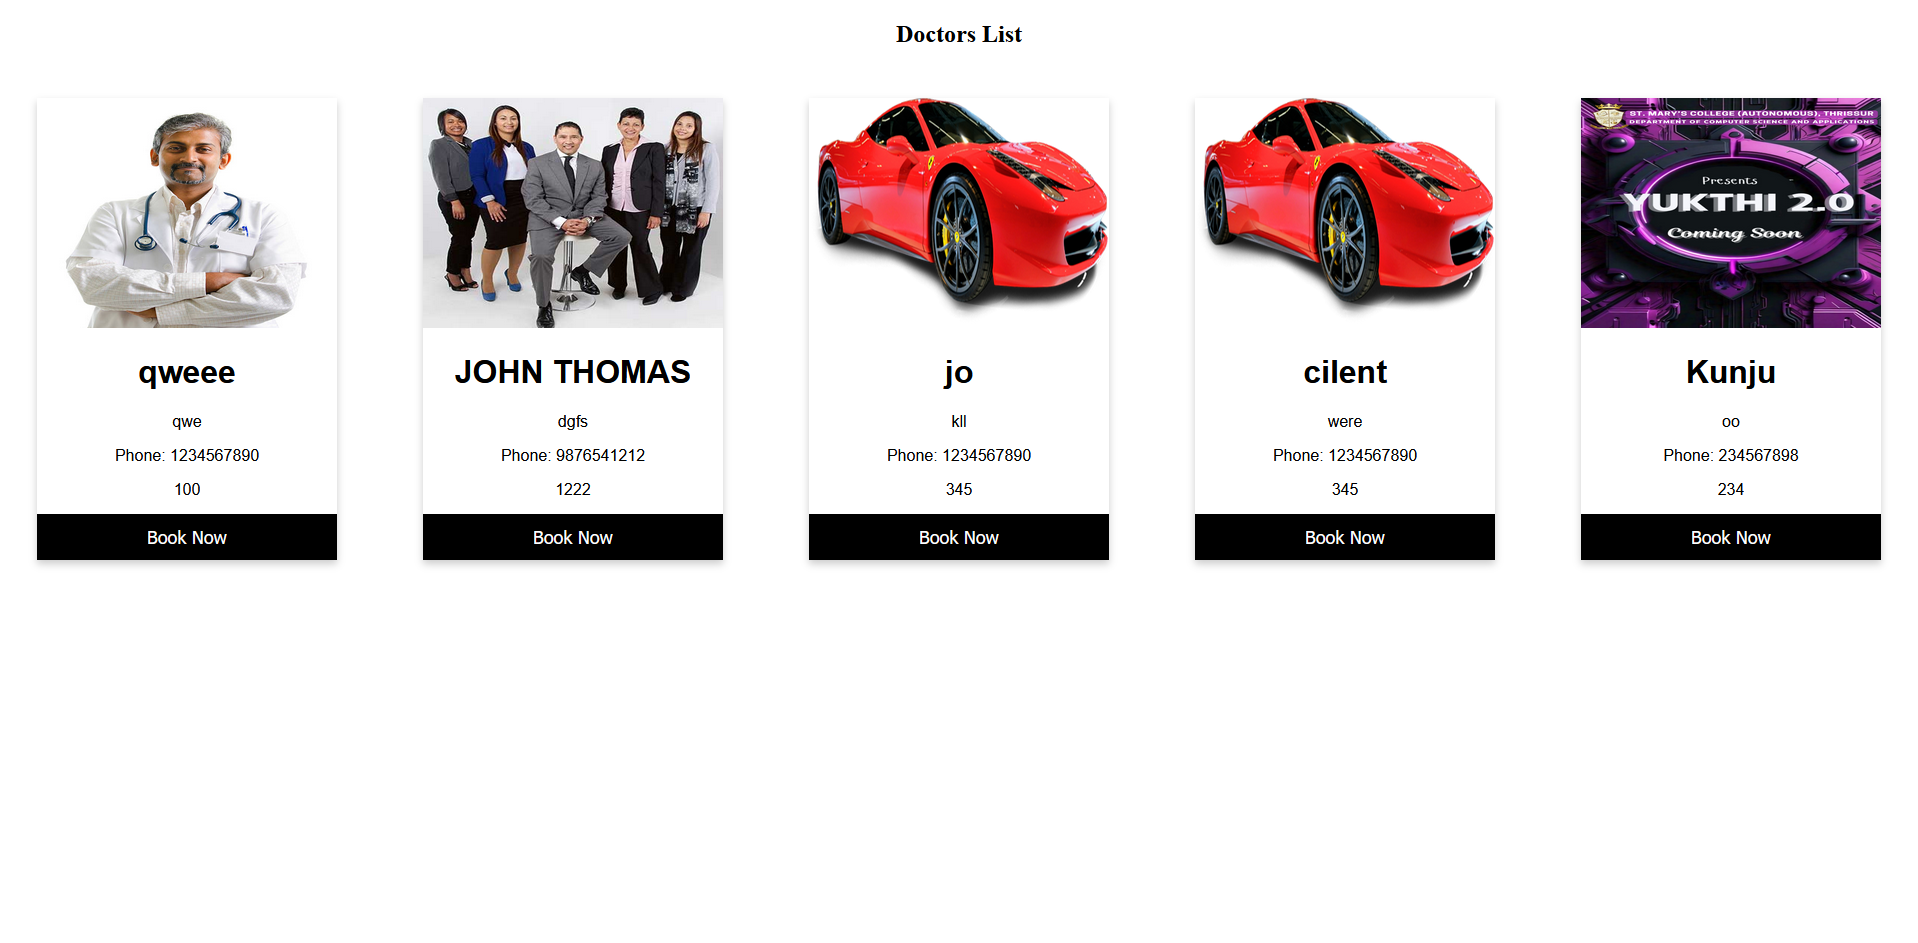 Doctors List
ST. MARY'S COLLEGE (AUTONOMOUS), THRISSUR
DEPARTMENT OF COMPUTER SCIENCE AND APPLICATIONS
Presents
YUKTHI 2.0
Coming Soon
qweee
qwe
Phone: 1234567890
100
Book Now
JOHN THOMAS
dgfs
Phone: 9876541212
1222
Book Now
jo
kll
Phone: 1234567890
345
Book Now
cilent
were
Phone: 1234567890
345
Book Now
Kunju
oo
Phone: 234567898
234
Book Now